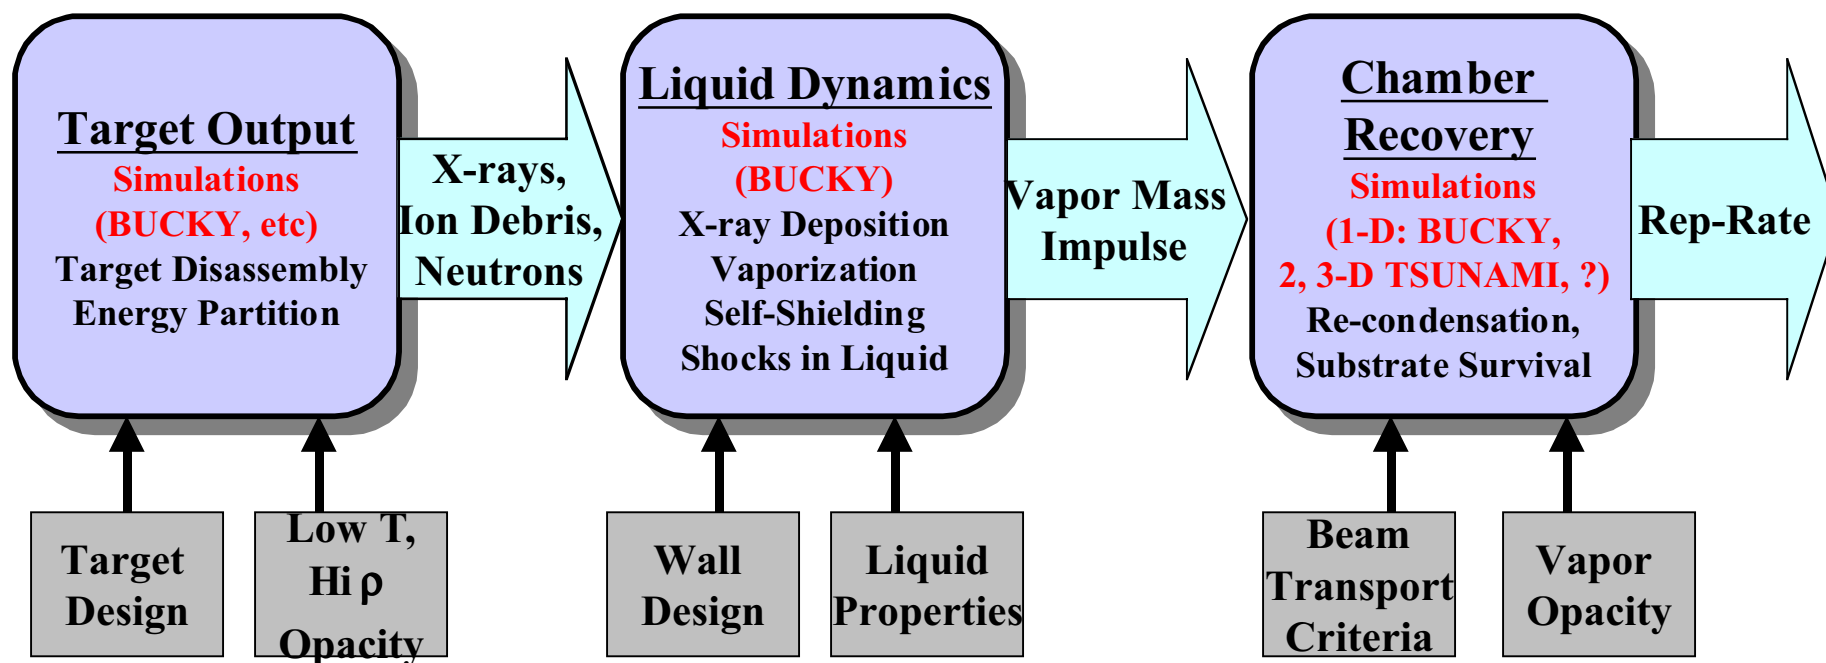 Target Output
Simulations
(BUCKY, etc)
Target Disassembly
Energy Partition
X-rays,
Ion Debris,
Neutrons
Liquid Dynamics
Simulations
(BUCKY)
X-ray Deposition
Vaporization
Self-Shielding
Shocks in Liquid
Vapor Mass
Impulse
Chamber
Recovery
Simulations
(1-D: BUCKY,
2, 3-D TSUNAMI, ?)
Re-condensation,
Substrate Survival
Rep-Rate
Target
Design
Low T,
Hi ρ
Opacity
Wall
Design
Liquid
Properties
Beam
Transport
Criteria
Vapor
Opacity